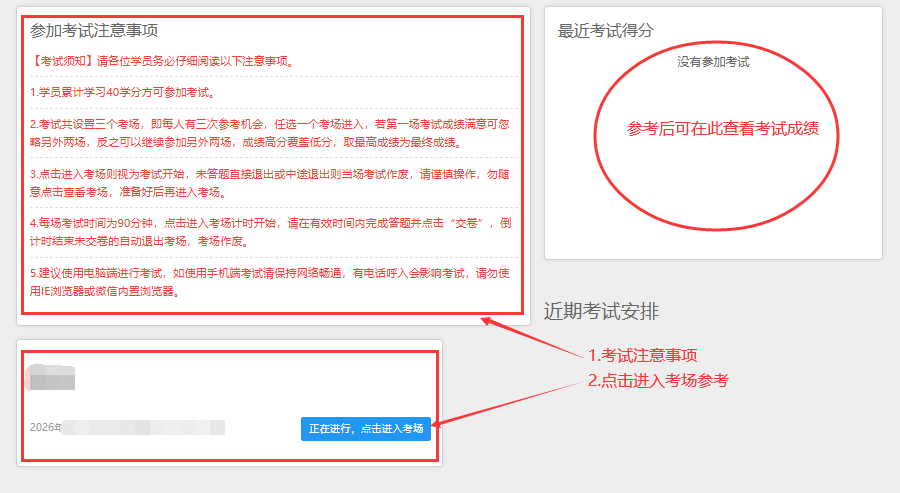 参加考试注意事项
【考试须知】请各位学员务必仔细阅读以下注意事项。
1.学员累计学习40学分方可参加考试。
2.考试共设置三个考场，即每人有三次参考机会，任选一个考场进入，若第一场考试成绩满意可忽
略另外两场，反之可以继续参加另外两场，成绩高分覆盖低分，取最高成绩为最终成绩。
3.点击进入考场则视为考试开始，未答题直接退出或中途退出则当场考试作废，请谨慎操作，勿随
意点击查看考场，准备好后再进入考场。
4.每场考试时间为90分钟，点击进入考场计时开始，请在有效时间内完成答题并点击“交卷”，倒
计时结束未交卷的自动退出考场，考场作废。
5.建议使用电脑端进行考试，如使用手机端考试请保持网络畅通，有电话呼入会影响考试，请勿使
用IE浏览器或微信内置浏览器。
最近考试得分
没有参加考试
参考后可在此查看考试成绩
近期考试安排
1.考试注意事项
2.点击进入考场参考
2026年
正在进行，点击进入考场